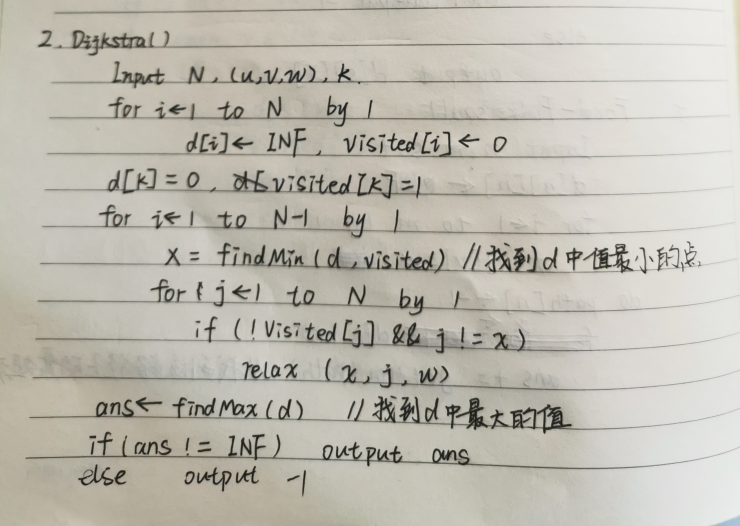 2. Dijkstra()
Input N, (u,v,w), k.
for i←1 to N by 1
d[i]← INF, visited[i]← 0
d[k]=0, visited[k]=1
for i←1 to N-1 by 1
x = findMin(d,visited) //找到d中值最小的点
for j←1 to N by 1
if (!visited[j] && j != x)
relax (x, j, w)
ans← findMax(d) //找到d中最大的值
if(ans != INF) output ans
else output -1